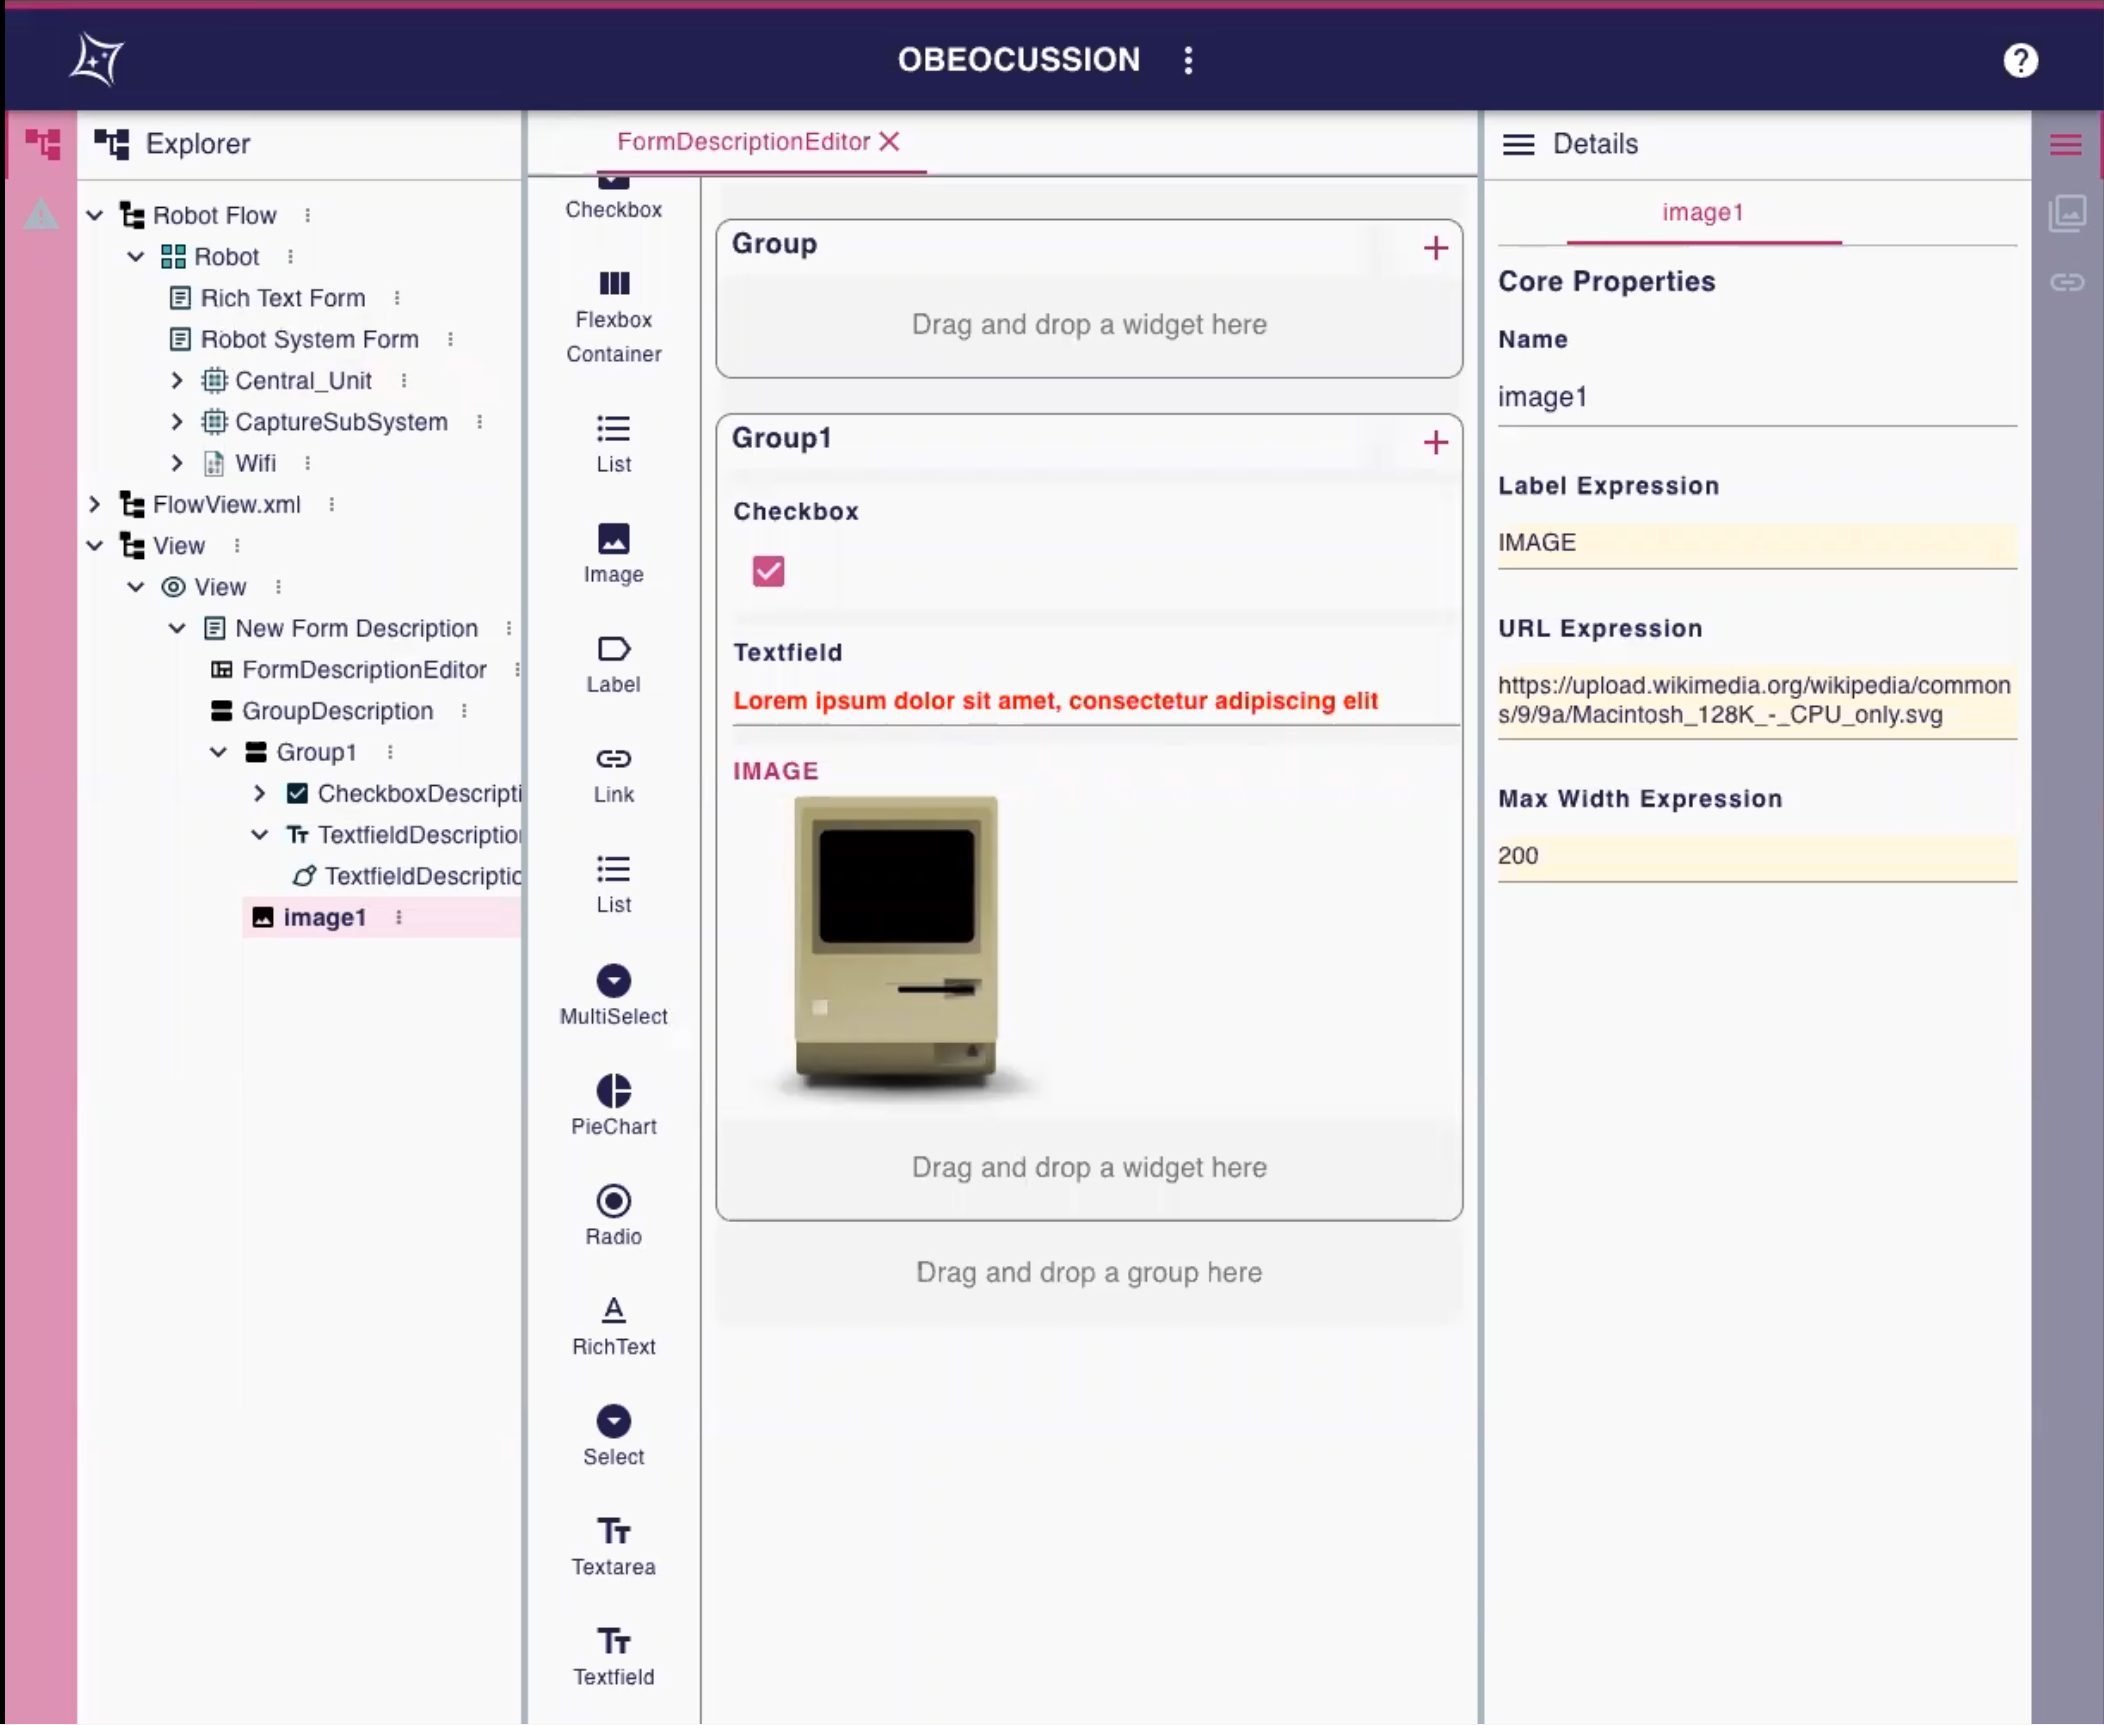 OBEOCUSSION
Explorer
Robot Flow
Robot
Rich Text Form
Robot System Form
Central_Unit
CaptureSubSystem
Wifi
FlowView.xml
View
View
New Form Description
FormDescriptionEditor
GroupDescription
Group1
CheckboxDescripti
TextfieldDescriptio
TextfieldDescriptic
image1
FormDescriptionEditor
Checkbox
Flexbox
Container
List
Image
Label
Link
List
MultiSelect
PieChart
Radio
RichText
Select
Textarea
Textfield
Group
Drag and drop a widget here
Group1
Checkbox
Textfield
Lorem ipsum dolor sit amet, consectetur adipiscing elit
IMAGE
Drag and drop a widget here
Drag and drop a group here
Details
image1
Core Properties
Name
image1
Label Expression
IMAGE
URL Expression
https://upload.wikimedia.org/wikipedia/common
s/9/9a/Macintosh_128K_-_CPU_only.svg
Max Width Expression
200